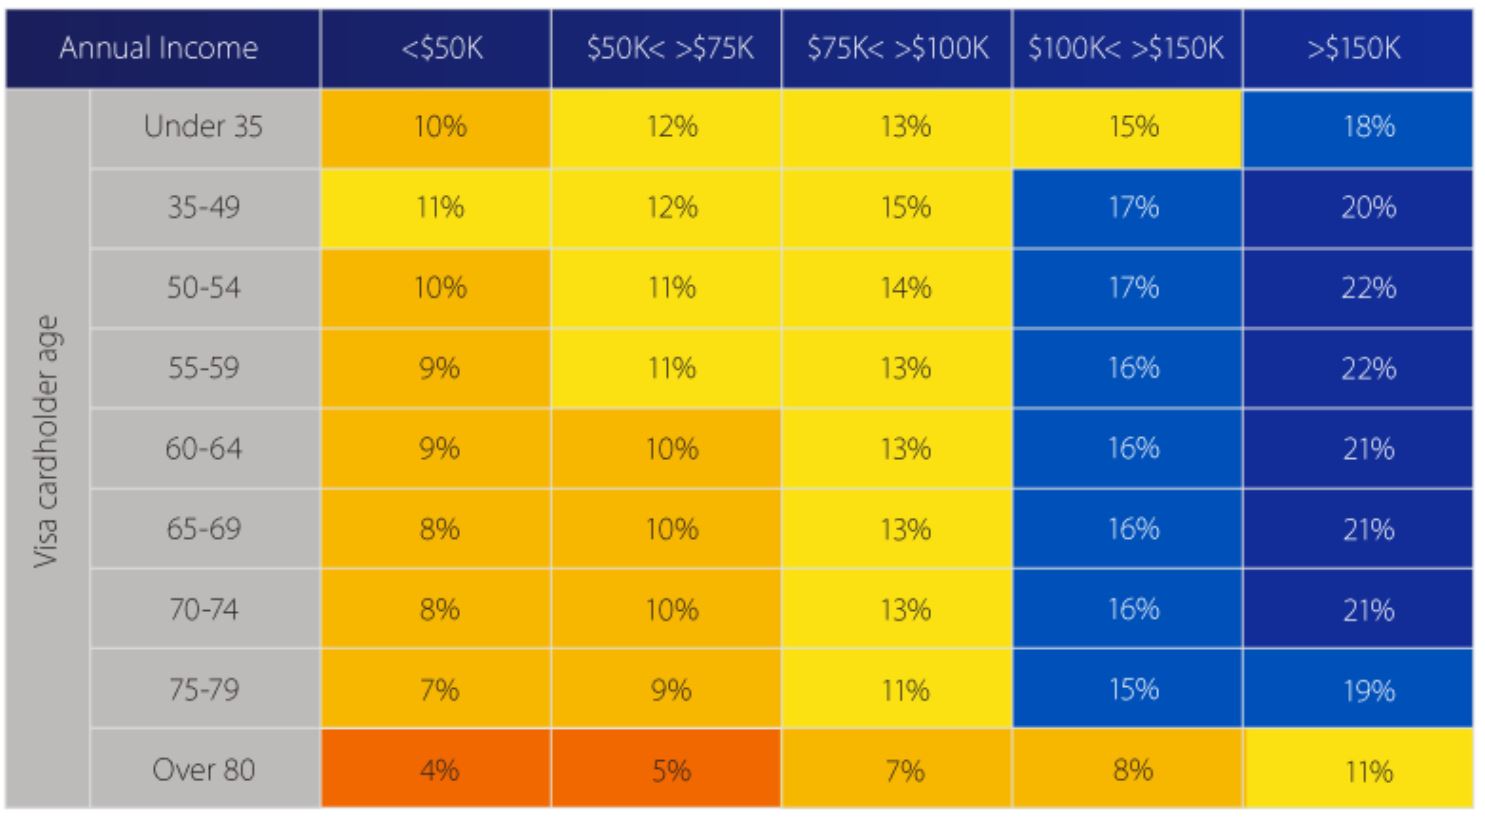 Annual Income <$50K $50K< >$75K $75K< >$100K $100K< >$150K >$150K
Visa cardholder age
Under 35 10% 12% 13% 15% 18%
35-49 11% 12% 15% 17% 20%
50-54 10% 11% 14% 17% 22%
55-59 9% 11% 13% 16% 22%
60-64 9% 10% 13% 16% 21%
65-69 8% 10% 13% 16% 21%
70-74 8% 10% 13% 16% 21%
75-79 7% 9% 11% 15% 19%
Over 80 4% 5% 7% 8% 11%